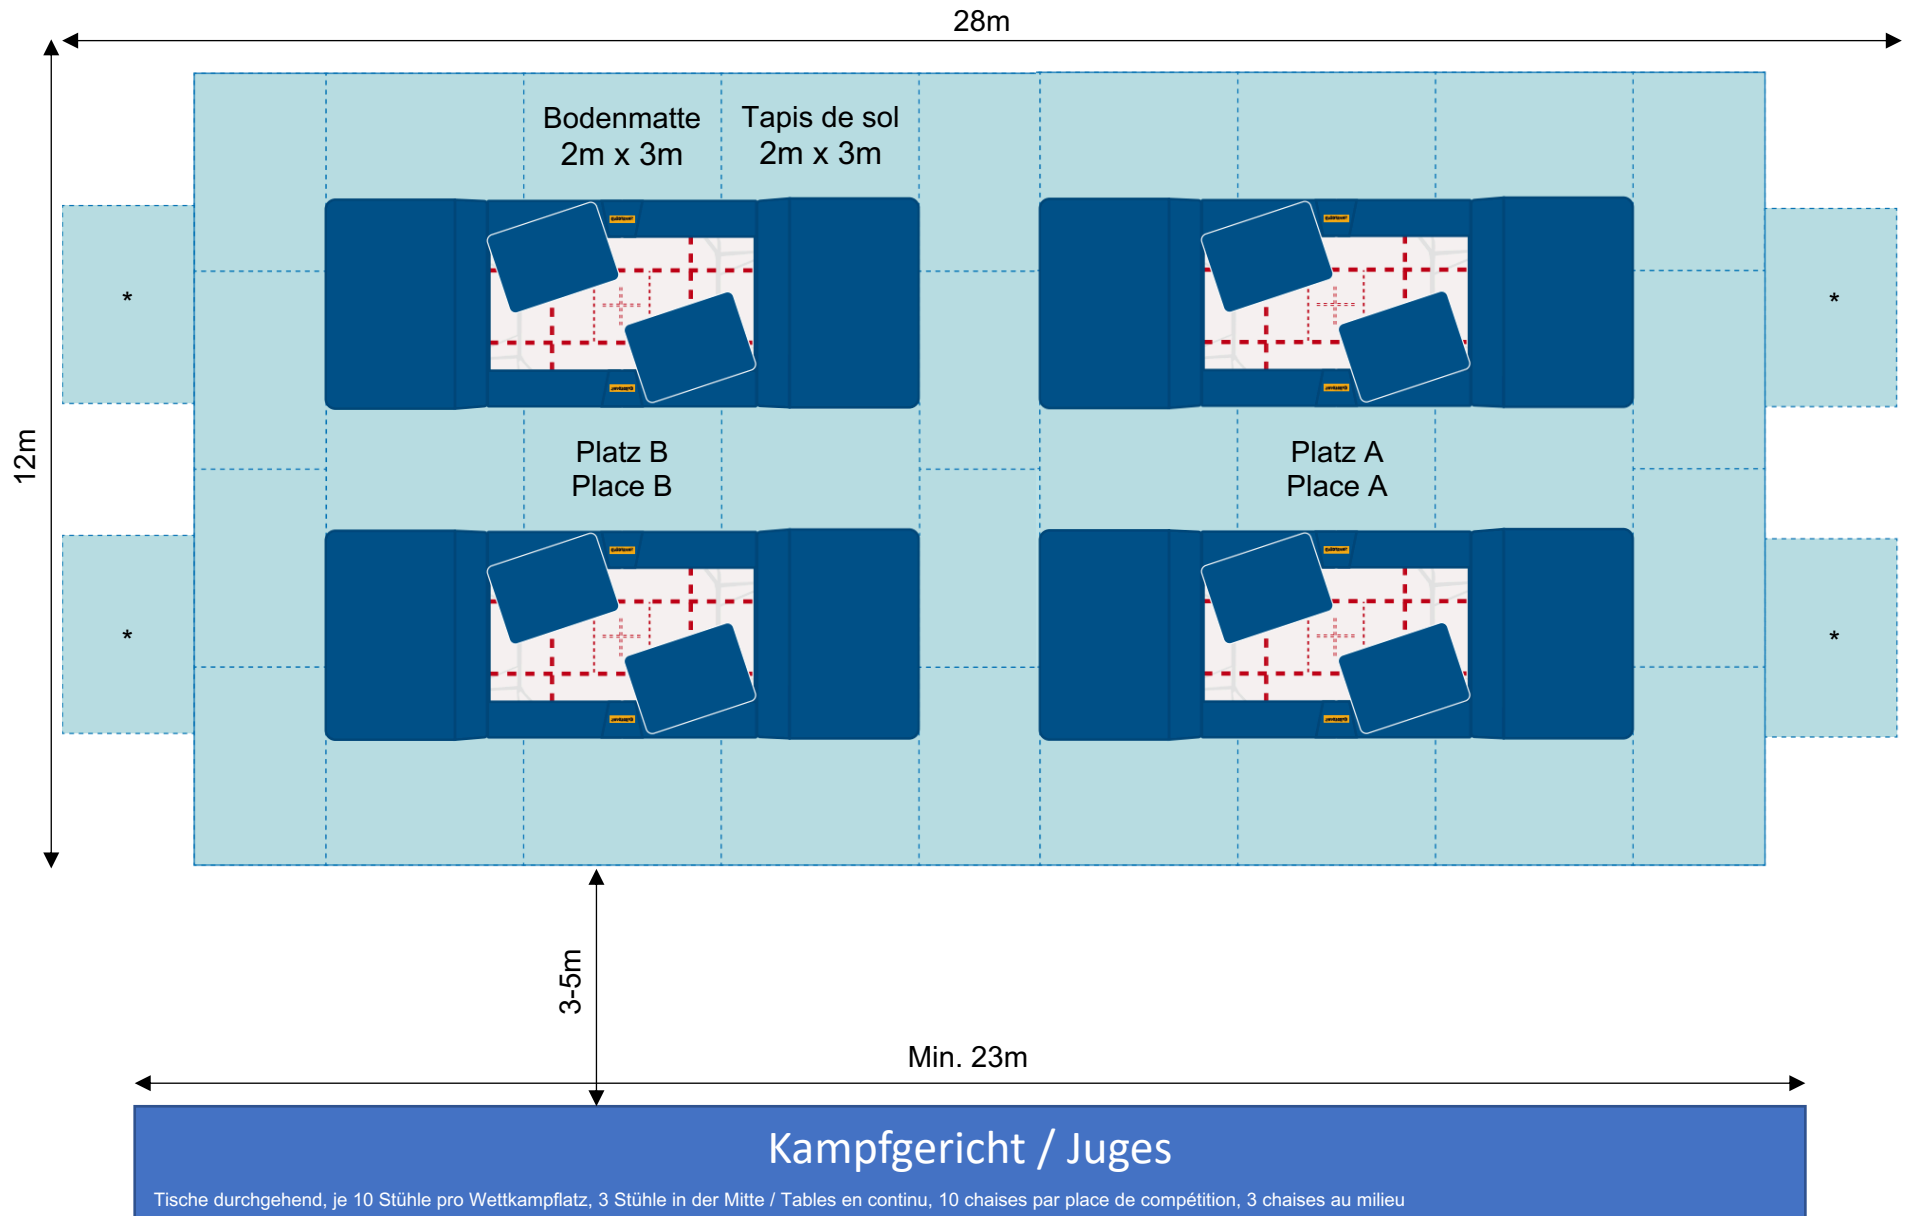 28m
12m
Bodenmatte
2m x 3m
Tapis de sol
2m x 3m
*
*
Platz B
Place B
Platz A
Place A
*
*
3-5m
Min. 23m
Kampfgericht / Juges
Tische durchgehend, je 10 Stühle pro Wettkampflatz, 3 Stühle in der Mitte / Tables en continu, 10 chaises par place de compétition, 3 chaises au milieu